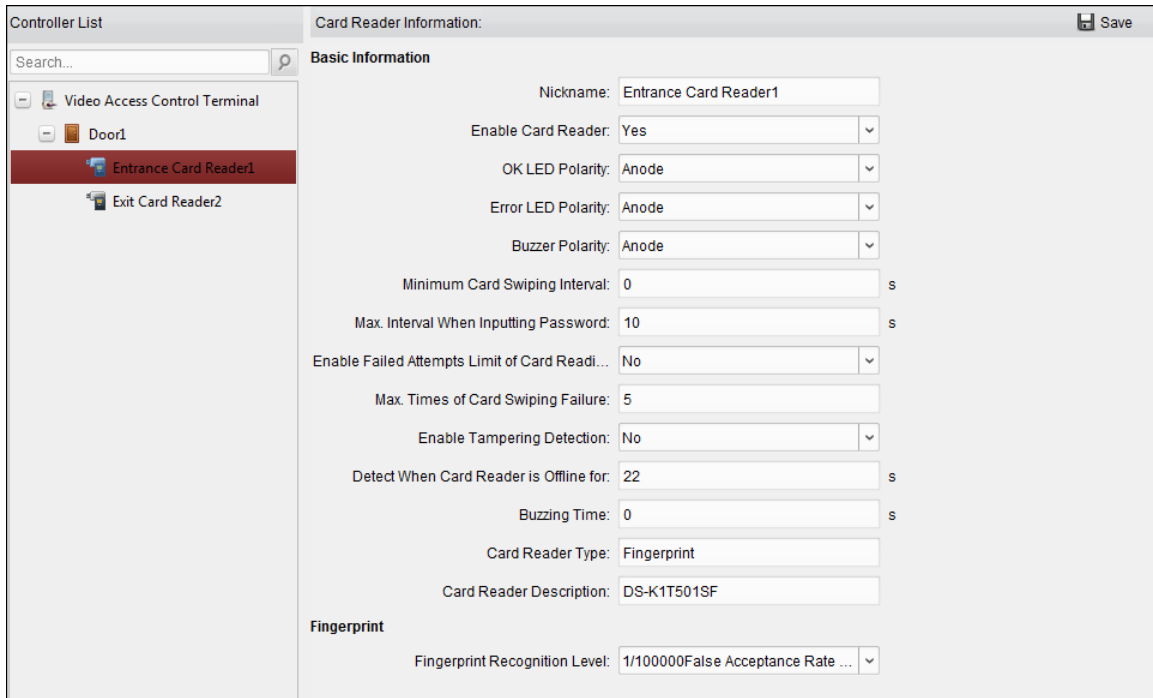 Controller List
Card Reader Information:
Save
Search...
Video Access Control Terminal
Door1
Entrance Card Reader1
Exit Card Reader2
Basic Information
Nickname: Entrance Card Reader1
Enable Card Reader: Yes
OK LED Polarity: Anode
Error LED Polarity: Anode
Buzzer Polarity: Anode
Minimum Card Swiping Interval: 0 s
Max. Interval When Inputting Password: 10 s
Enable Failed Attempts Limit of Card Readi... No
Max. Times of Card Swiping Failure: 5
Enable Tampering Detection: No
Detect When Card Reader is Offline for: 22 s
Buzzing Time: 0 s
Card Reader Type: Fingerprint
Card Reader Description: DS-K1T501SF
Fingerprint
Fingerprint Recognition Level: 1/100000False Acceptance Rate ...